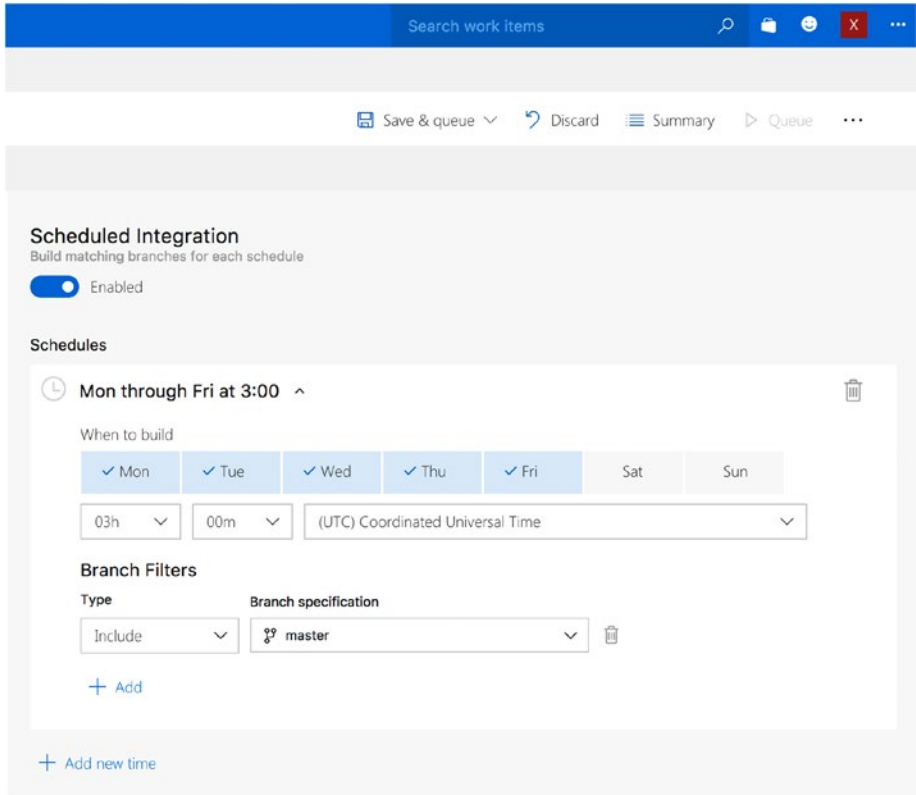 Search work items
X
Save & queue Discard Summary Queue ...
Scheduled Integration
Build matching branches for each schedule
Enabled
Schedules
Mon through Fri at 3:00
When to build
Mon Tue Wed Thu Fri Sat Sun
03h 00m (UTC) Coordinated Universal Time
Branch Filters
Type Branch specification
Include master
+ Add
+ Add new time